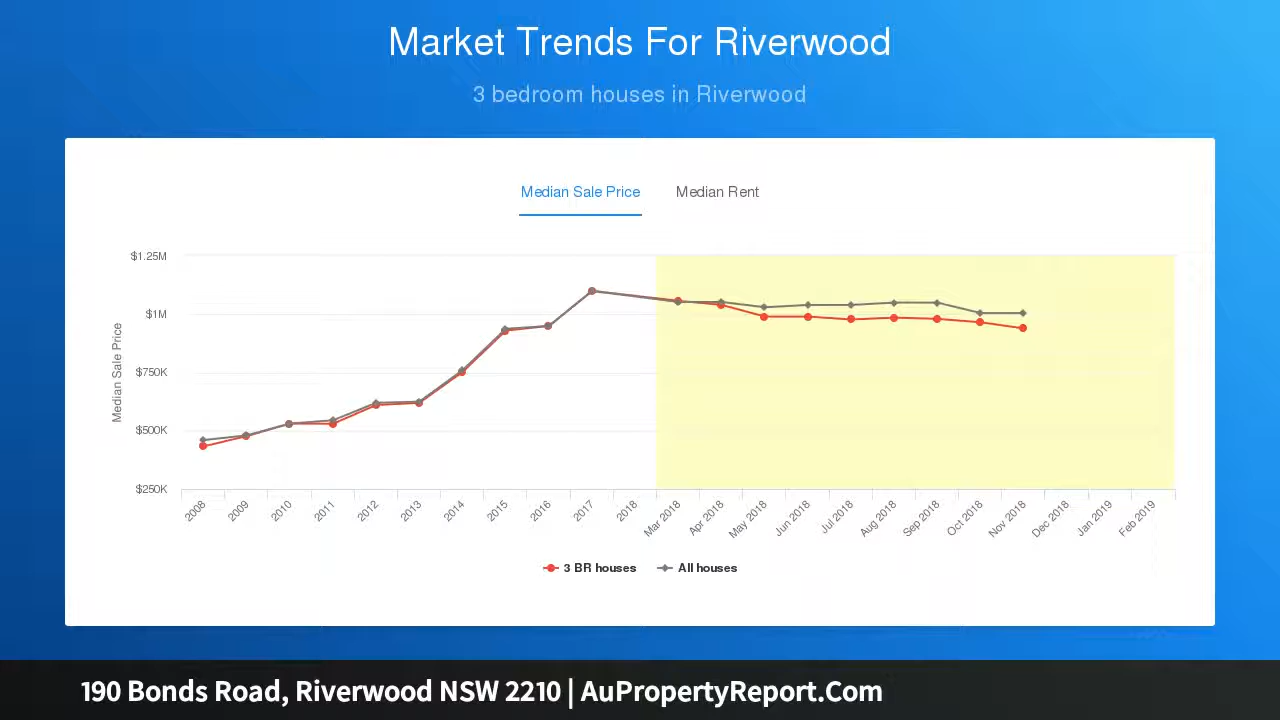 Market Trends For Riverwood
3 bedroom houses in Riverwood
Median Sale Price Median Rent
$1.25M
$1M
$750K
$500K
$250K
Median Sale Price
2008 2009 2010 2011 2012 2013 2014 2015 2016 2017 2018 Mar 2018 Apr 2018 May 2018 Jun 2018 Jul 2018 Aug 2018 Sep 2018 Oct 2018 Nov 2018 Dec 2018 Jan 2019 Feb 2019
3 BR houses All houses
190 Bonds Road, Riverwood NSW 2210 | AuPropertyReport.Com